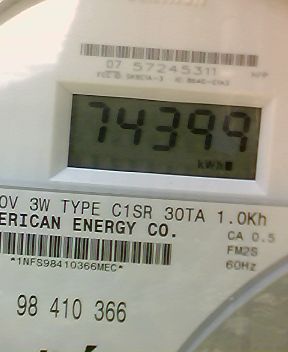 07 57245311
74399
kWh
0V 3W TYPE C1SR 30TA 1.0Kh
ERICAN ENERGY CO.
CA 0.5
FM2S
60Hz
*1NFS98410366MEC*
98 410 366